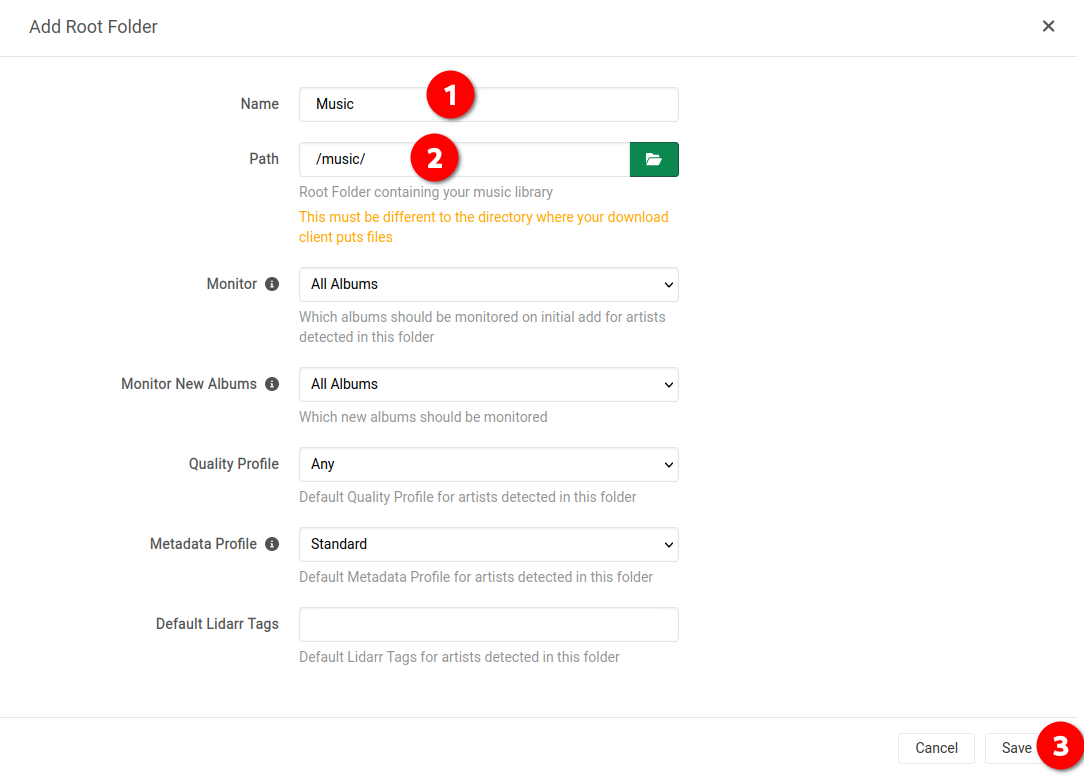 Add Root Folder
Name
Music
1
Path
/music/
2
Root Folder containing your music library
This must be different to the directory where your download
client puts files
Monitor
All Albums
Which albums should be monitored on initial add for artists
detected in this folder
Monitor New Albums
All Albums
Which new albums should be monitored
Quality Profile
Any
Default Quality Profile for artists detected in this folder
Metadata Profile
Standard
Default Metadata Profile for artists detected in this folder
Default Lidarr Tags
Default Lidarr Tags for artists detected in this folder
Cancel
Save
3